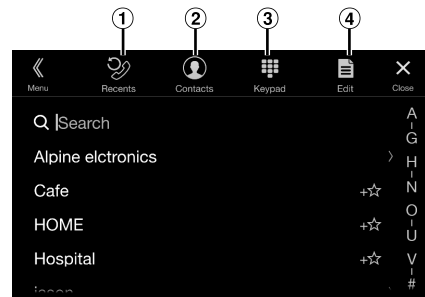 1 2 3 4
Menu Recents Contacts Keypad Edit Close
Search
Alpine elctronics
Cafe
HOME
Hospital
A
G
H
N
O
U
V
#